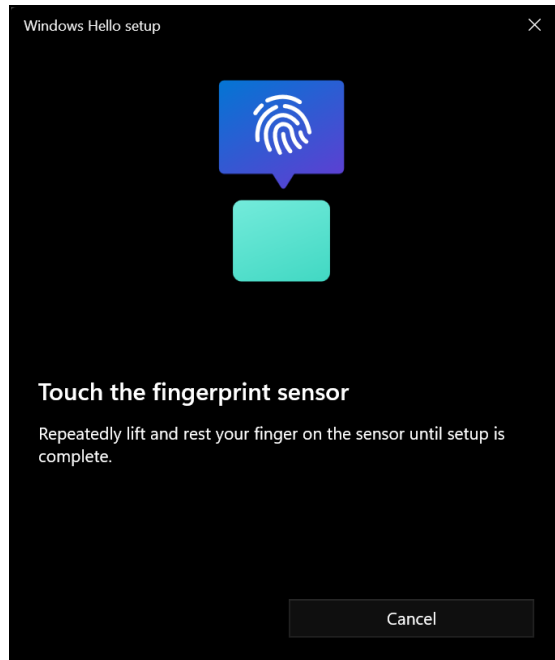 Windows Hello setup
Touch the fingerprint sensor
Repeatedly lift and rest your finger on the sensor until setup is
complete.
Cancel